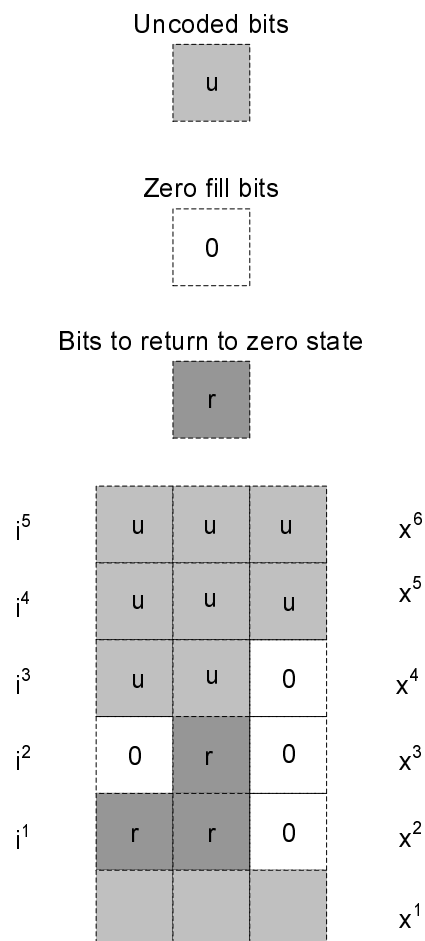 Uncoded bits
u
Zero fill bits
0
Bits to return to zero state
r
i⁵ u u u x⁶
i⁴ u u u x⁵
i³ u u 0 x⁴
i² 0 r 0 x³
i¹ r r 0 x²
x¹